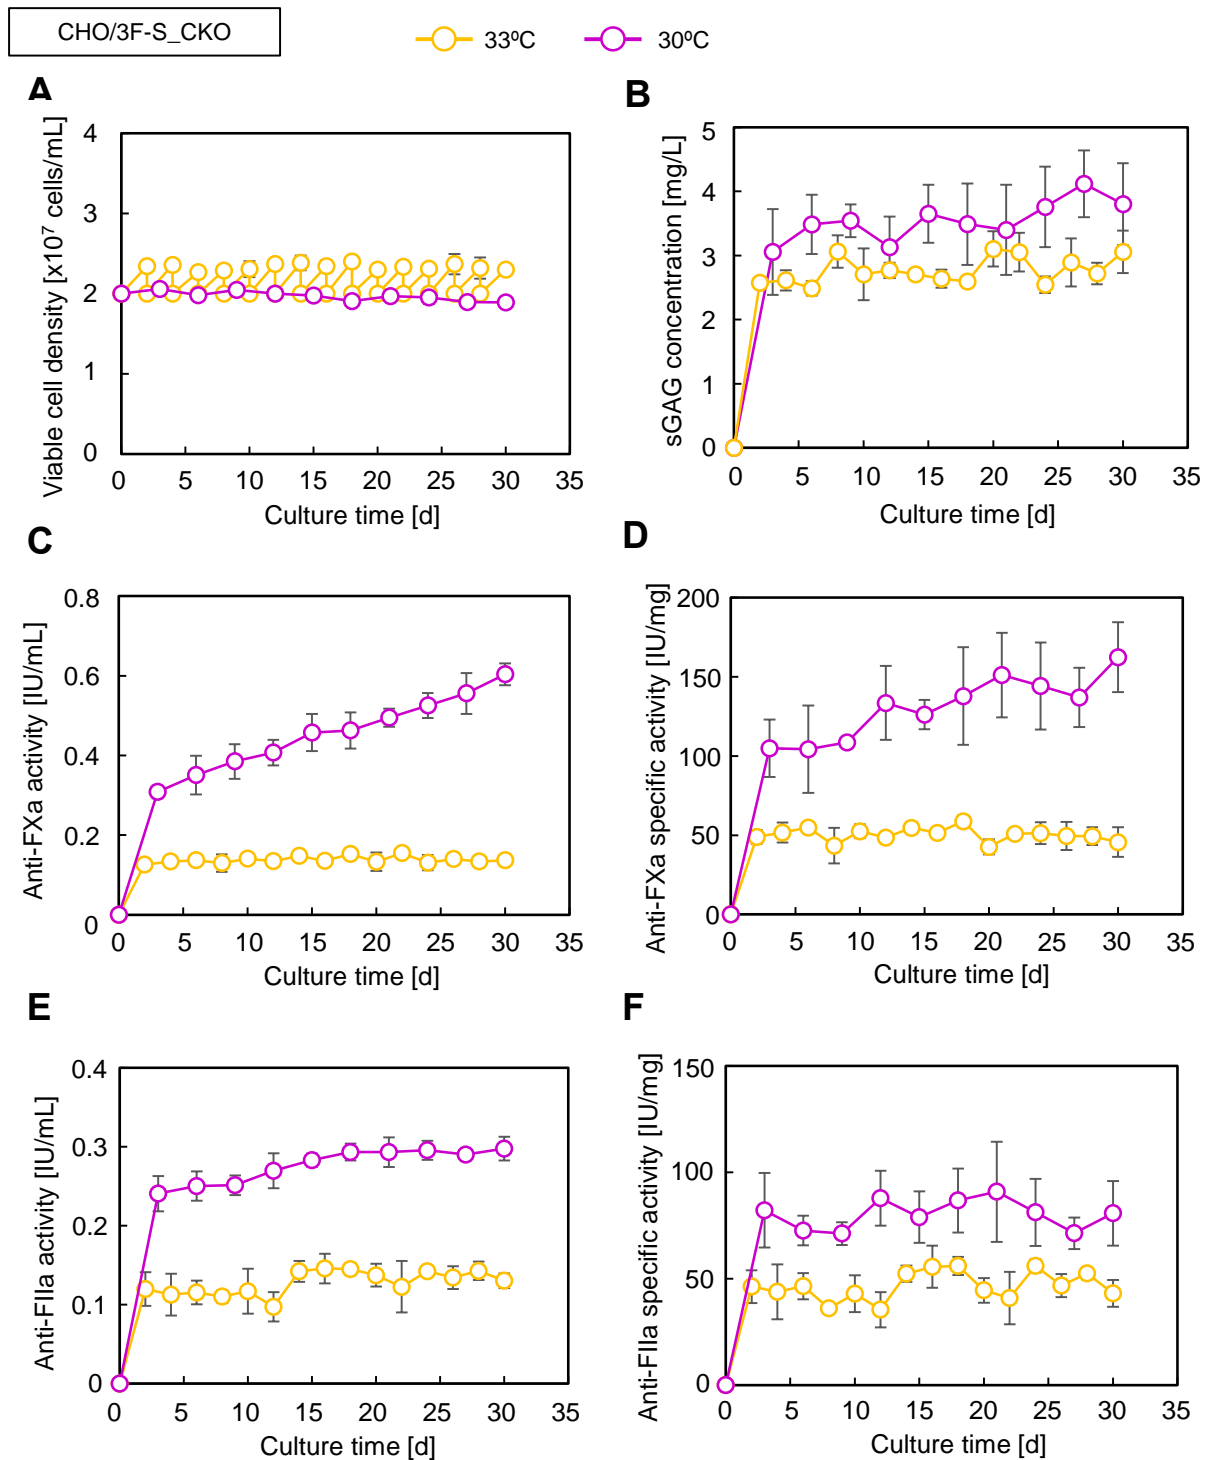 CHO/3F-S_CKO
33ºC
30ºC
A
Viable cell density [x10⁷ cells/mL]
4
3
2
1
0
0 5 10 15 20 25 30 35
Culture time [d]
B
sGAG concentration [mg/L]
5
4
3
2
1
0
0 5 10 15 20 25 30 35
Culture time [d]
C
Anti-FXa activity [IU/mL]
0.8
0.6
0.4
0.2
0
0 5 10 15 20 25 30 35
Culture time [d]
D
Anti-FXa specific activity [IU/mg]
200
150
100
50
0
0 5 10 15 20 25 30 35
Culture time [d]
E
Anti-FIIa activity [IU/mL]
0.4
0.3
0.2
0.1
0
0 5 10 15 20 25 30 35
Culture time [d]
F
Anti-FIIa specific activity [IU/mg]
150
100
50
0
0 5 10 15 20 25 30 35
Culture time [d]